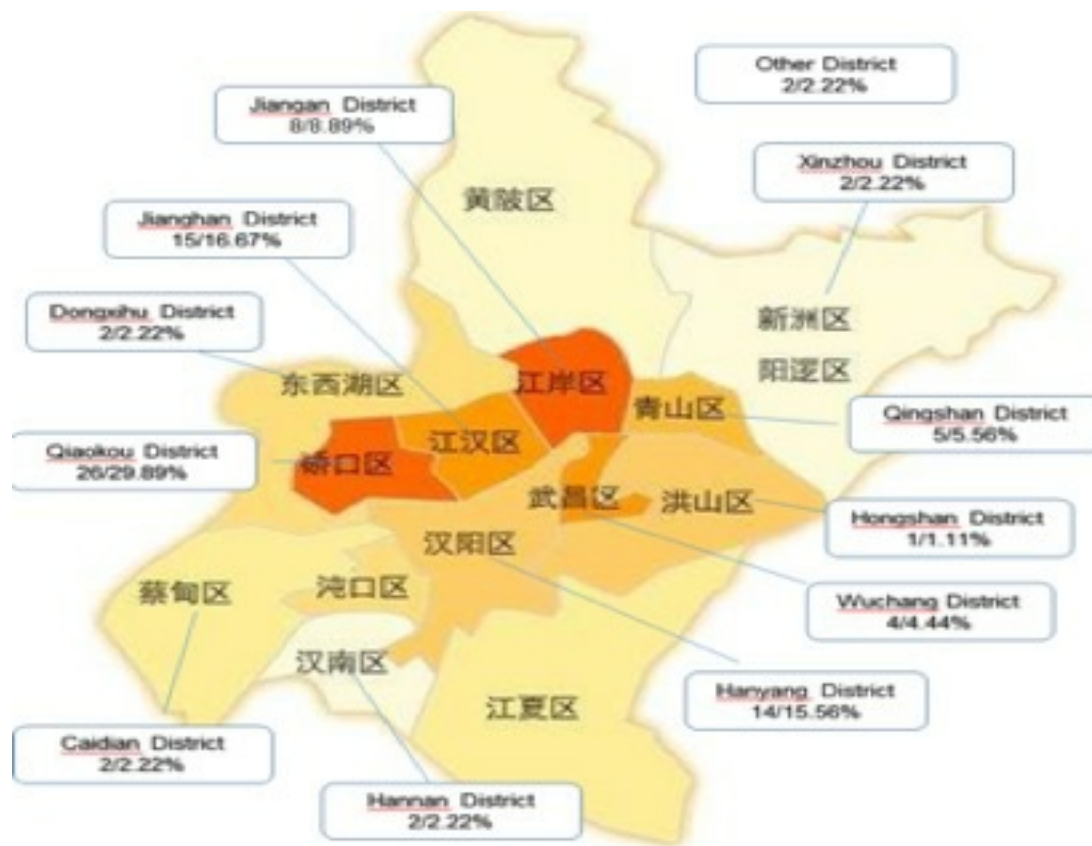 Other District
2/2.22%
Jiangan District
8/8.89%
Xinzhou District
2/2.22%
黄陂区
Jianghan District
15/16.67%
Dongxihu District
2/2.22%
新洲区
阳逻区
东西湖区
江岸区
青山区
Qingshan District
5/5.56%
江汉区
Qiaokou District
26/29.89%
硚口区
武昌区
洪山区
Hongshan District
1/1.11%
汉阳区
蔡甸区
沌口区
Wuchang District
4/4.44%
汉南区
江夏区
Hanyang District
14/15.56%
Caidian District
2/2.22%
Hannan District
2/2.22%